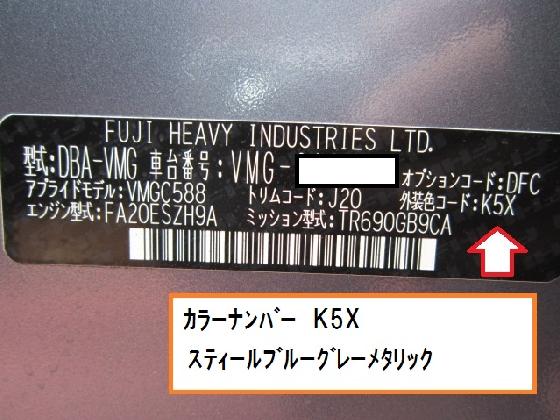 FUJI HEAVY INDUSTRIES LTD.
型式:DBA-VMG 車台番号:VMG-
オプションコード:DFC
アプライドモデル:VMGC588 トリムコード:J20 外装色コード:K5X
エンジン型式:FA20ESZH9A ミッション型式:TR690GB9CA
ｶﾗｰナンバー K5X
ｽﾃｨｰﾙﾌﾞﾙｰｸﾞﾚｰﾒﾀﾘｯｸ